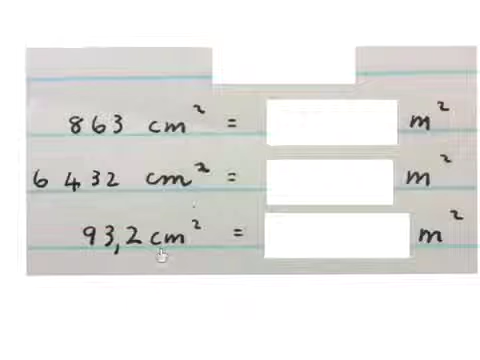 863 cm² = m²
6 432 cm² = m²
93,2 cm² = m²